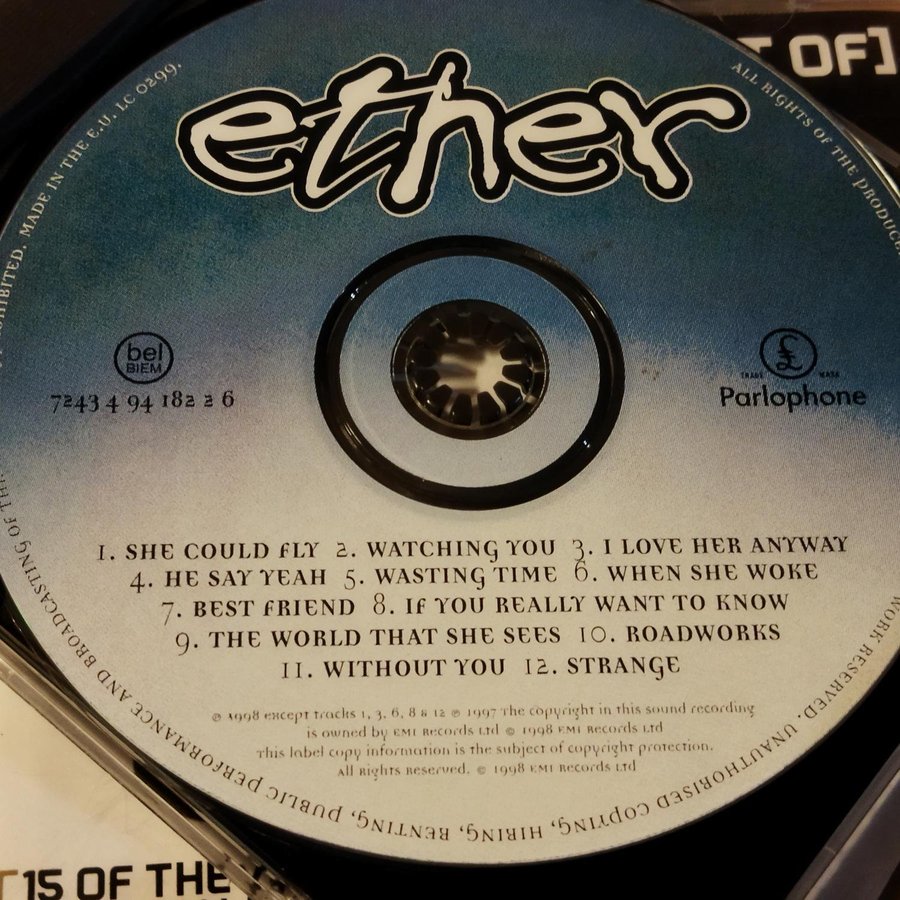 T OF]
ether
bel
BIEM
7243 4 94 182 2 6
£
TRADE MARK
Parlophone
1. SHE COULD FLY 2. WATCHING YOU 3. I LOVE HER ANYWAY
4. HE SAY YEAH 5. WASTING TIME 6. WHEN SHE WOKE
7. BEST FRIEND 8. IF YOU REALLY WANT TO KNOW
9. THE WORLD THAT SHE SEES 10. ROADWORKS
11. WITHOUT YOU 12. STRANGE
℗ 1998 except tracks 1, 3, 6, 8 & 12 ℗ 1997 The copyright in this sound recording
is owned by EMI Records Ltd © 1998 EMI Records Ltd
This label copy information is the subject of copyright protection.
All Rights Reserved. © 1998 EMI Records Ltd
ALL RIGHTS OF THE PRODUCER
WORK RESERVED. UNAUTHORISED COPYING, HIRING, RENTING, PUBLIC PERFORMANCE AND BROADCASTING OF THIS
PROHIBITED. MADE IN THE E.U. LC 0299.
T 15 OF THE